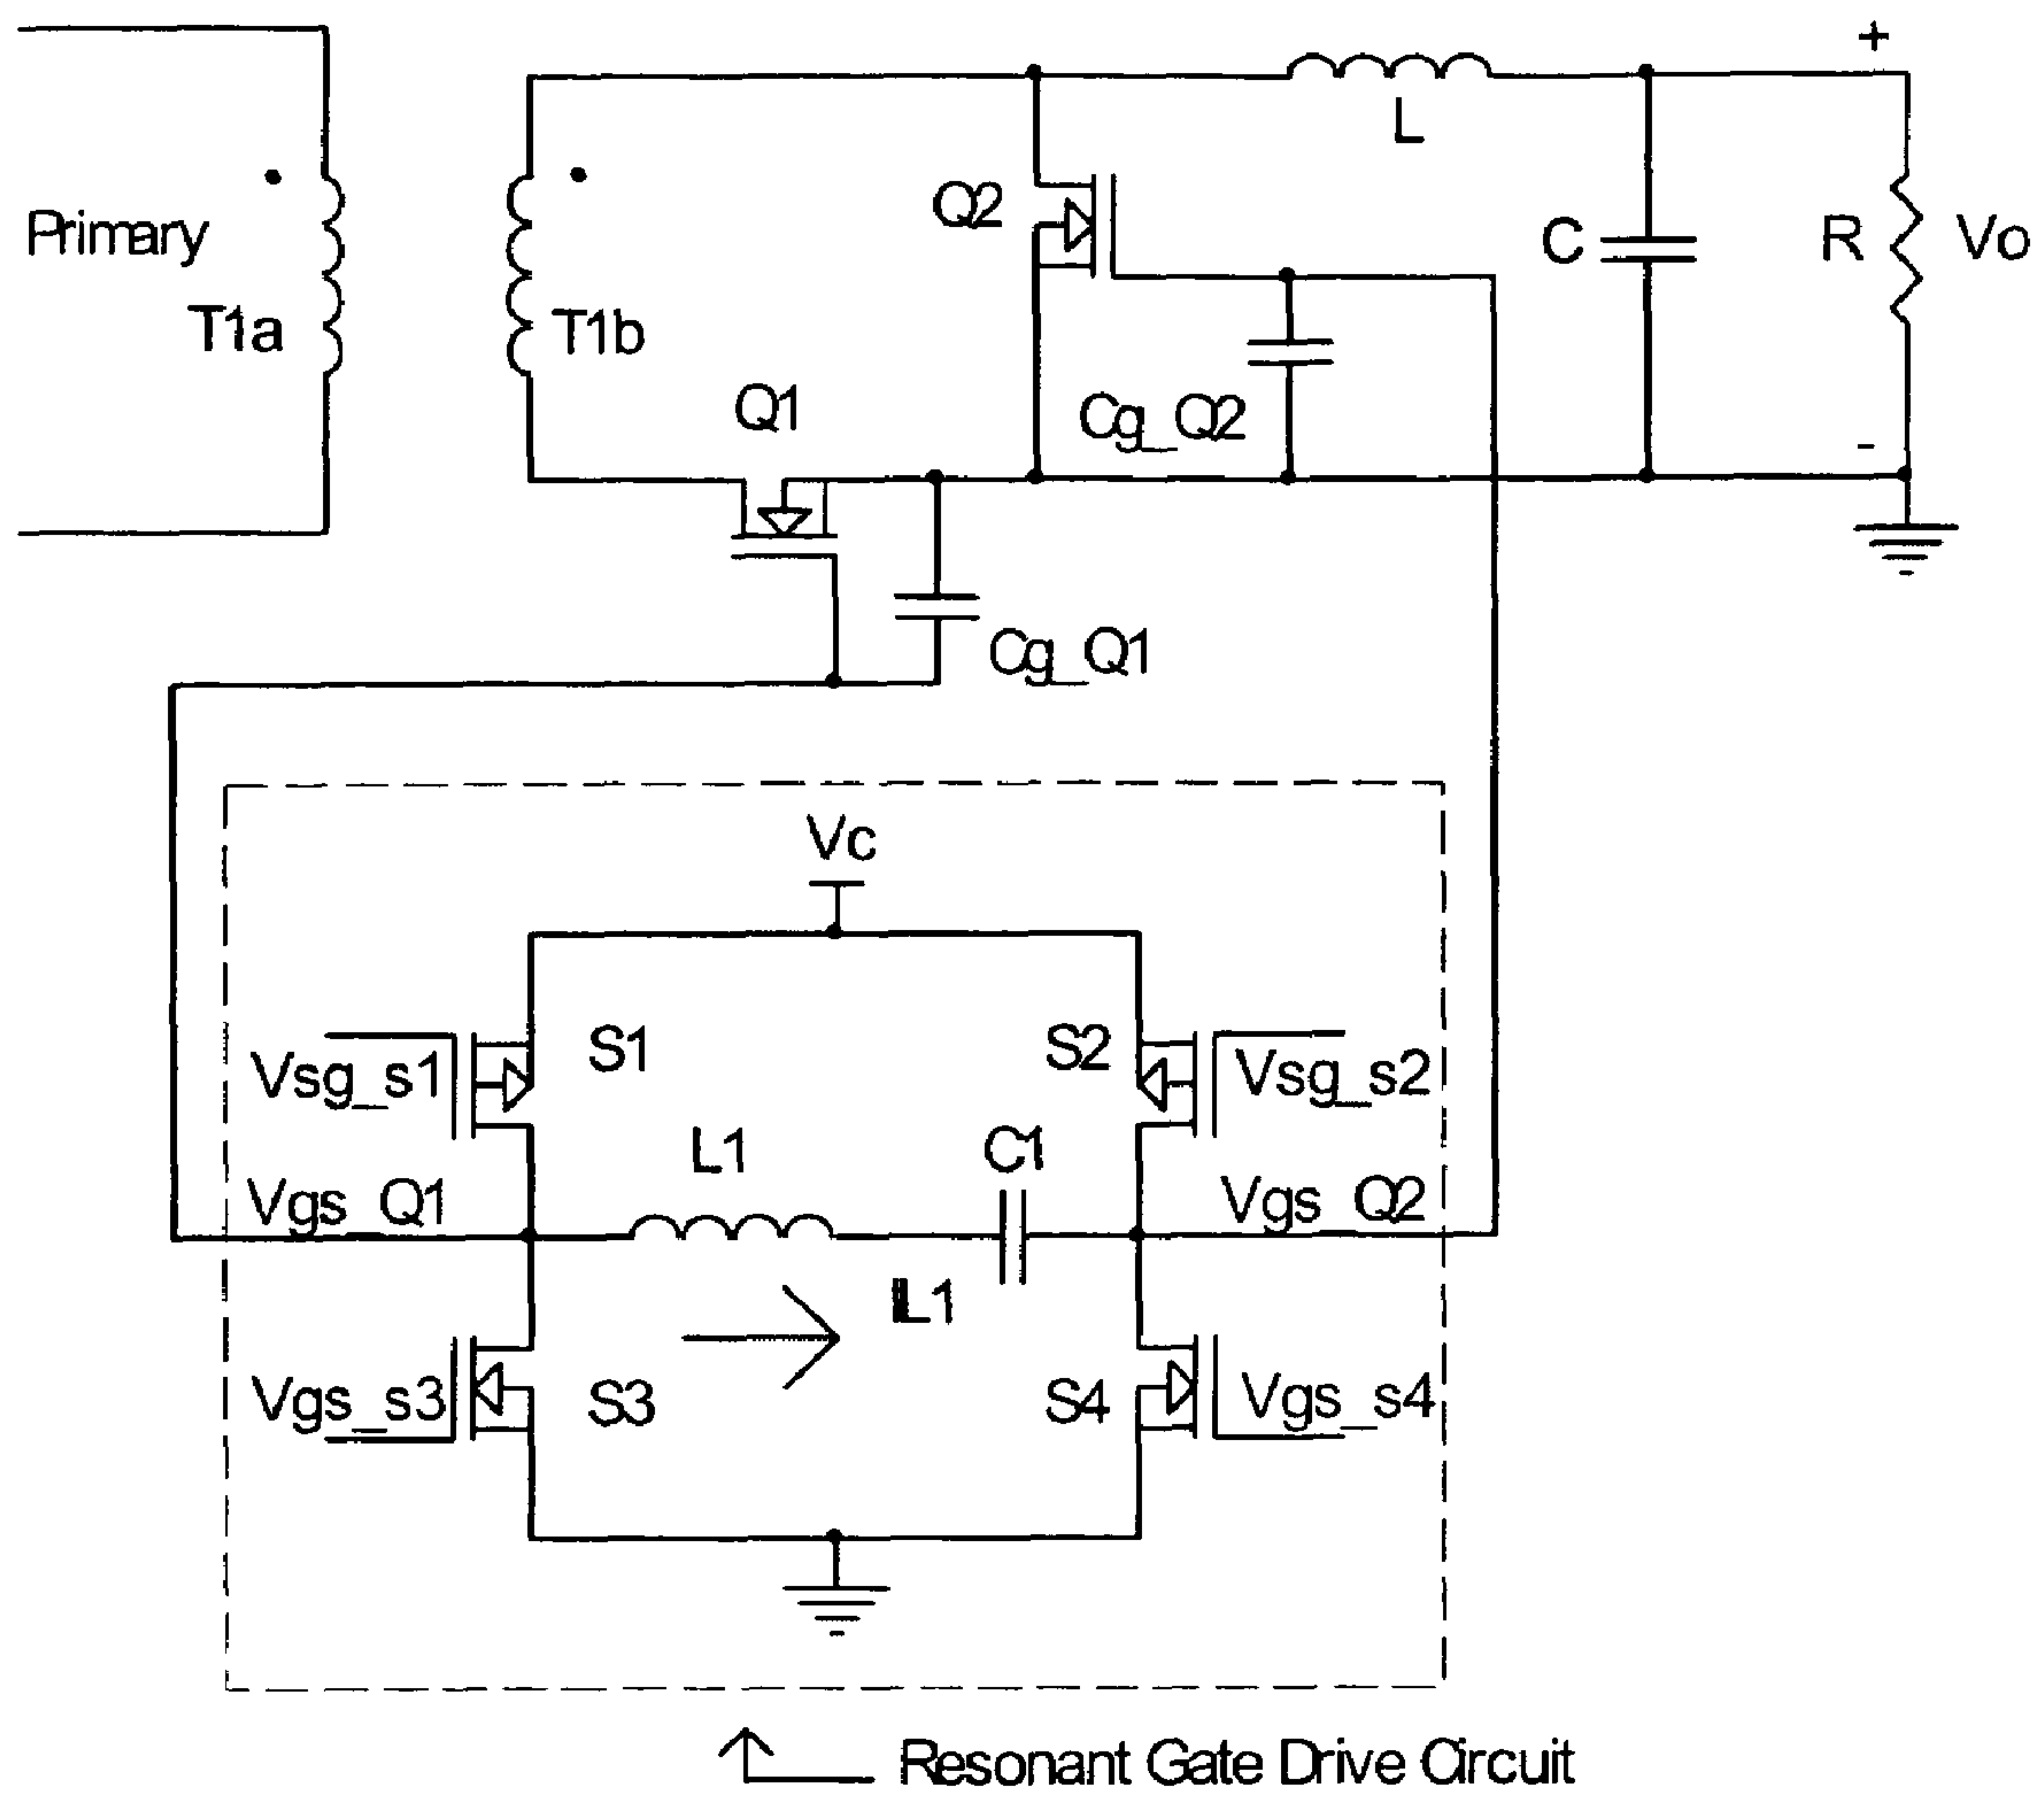 +
L
Q2
Primary
C
R
Vo
T1a
T1b
Q1
Cg_Q2
-
Cg_Q1
Vc
S1
S2
Vsg_s1
Vsg_s2
L1
C1
Vgs_Q1
Vgs_Q2
IL1
Vgs_s3
S3
S4
Vgs_s4
Resonant Gate Drive Circuit